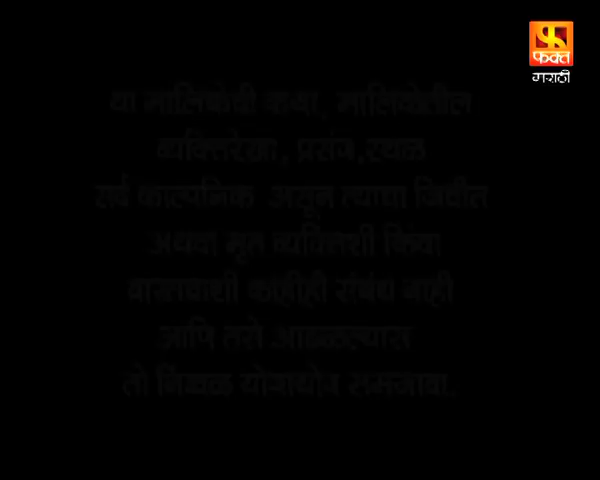 फक्त
मराठी
या मालिकेची कथा, मालिकेतील
व्यक्तिरेखा, प्रसंग,स्थळ
सर्व काल्पनिक असून त्याचा जिवीत
अथवा मृत व्यक्तिशी किंवा
वास्तवाशी काहीही संबंध नाही
आणि तसे आढळल्यास
तो निव्वळ योगायोग समजावा.